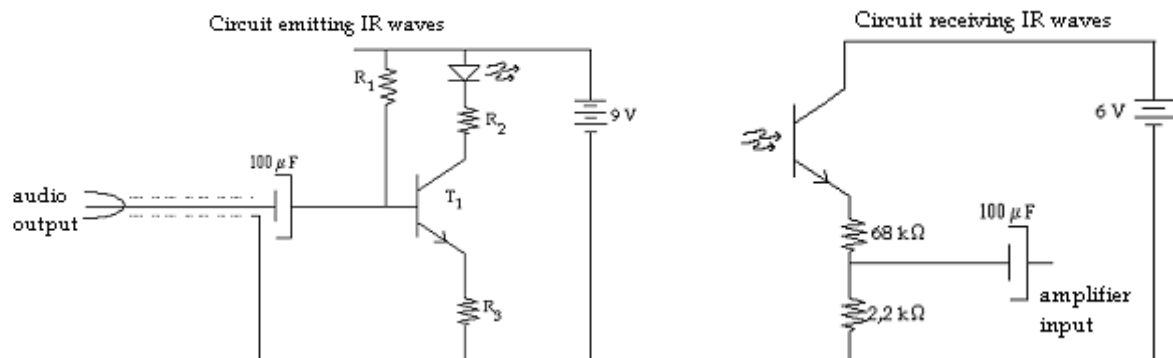 Circuit emitting IR waves
R1
R2
9 V
100 μF
audio
output
T1
R3
Circuit receiving IR waves
6 V
68 kΩ
100 μF
2,2 kΩ
amplifier
input